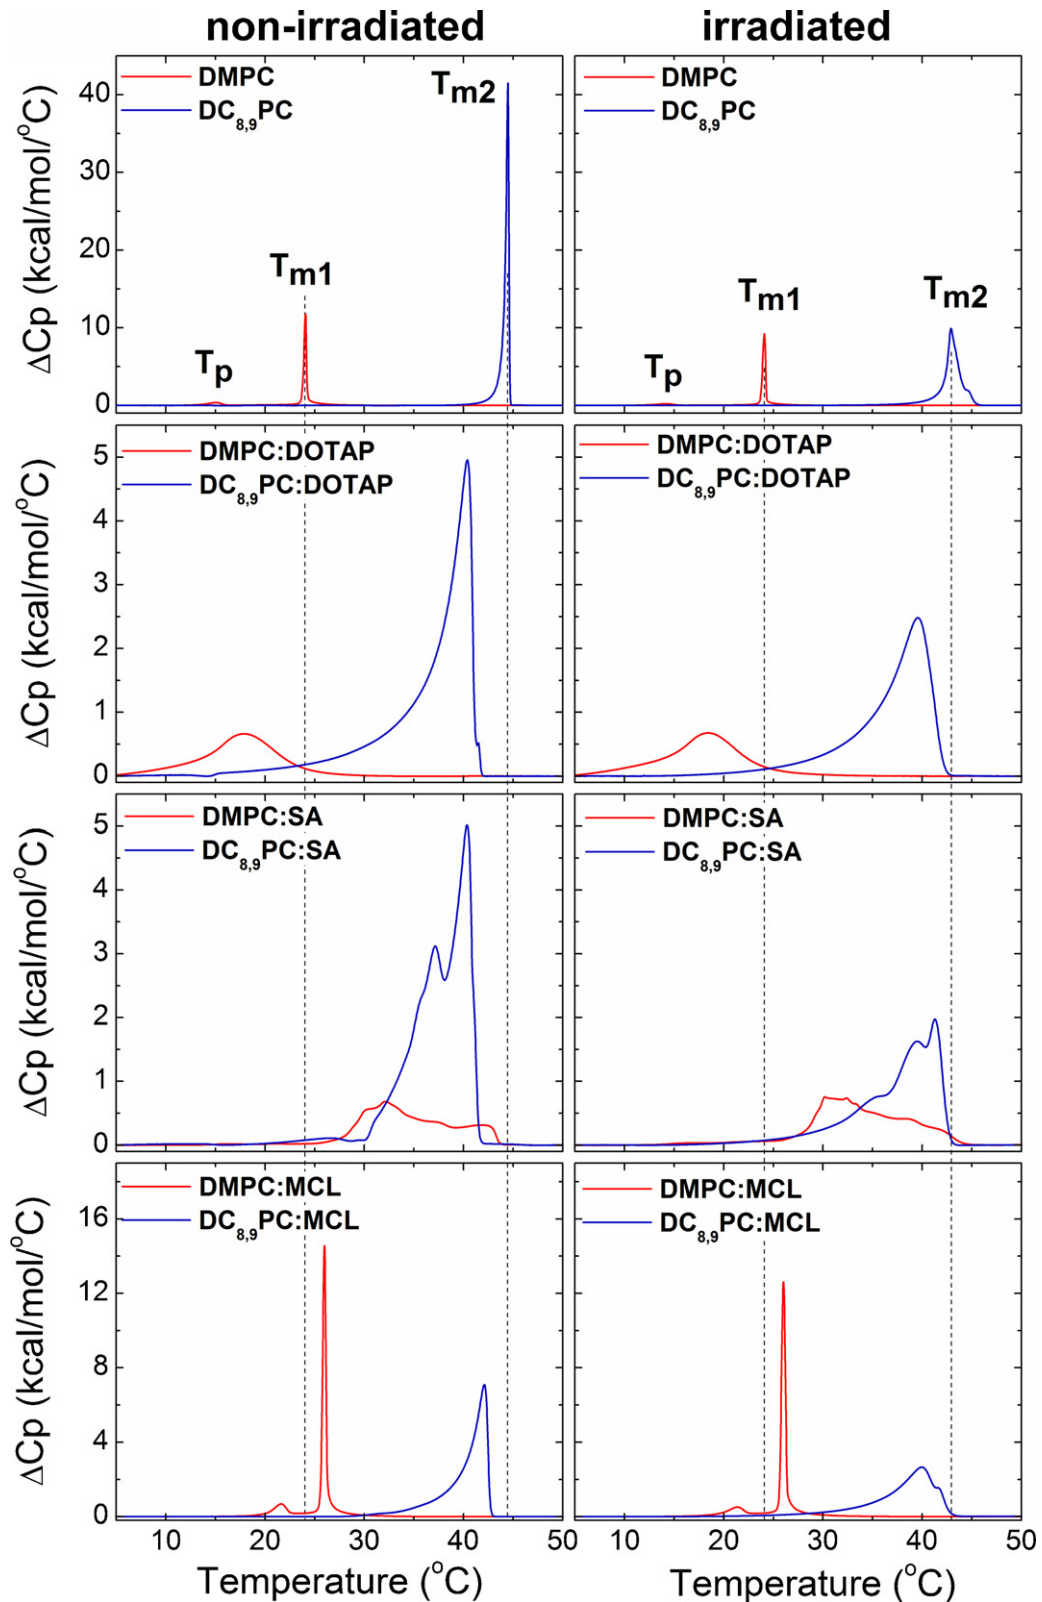 non-irradiated irradiated
DMPC
DC8,9PC
Tm2
Tm1
Tp
DMPC
DC8,9PC
Tm1
Tm2
Tp
ΔCp (kcal/mol/°C)
40
30
20
10
0
DMPC:DOTAP
DC8,9PC:DOTAP
DMPC:DOTAP
DC8,9PC:DOTAP
ΔCp (kcal/mol/°C)
5
4
3
2
1
0
DMPC:SA
DC8,9PC:SA
DMPC:SA
DC8,9PC:SA
ΔCp (kcal/mol/°C)
5
4
3
2
1
0
DMPC:MCL
DC8,9PC:MCL
DMPC:MCL
DC8,9PC:MCL
ΔCp (kcal/mol/°C)
16
12
8
4
0
10 20 30 40 50 10 20 30 40 50
Temperature (°C) Temperature (°C)